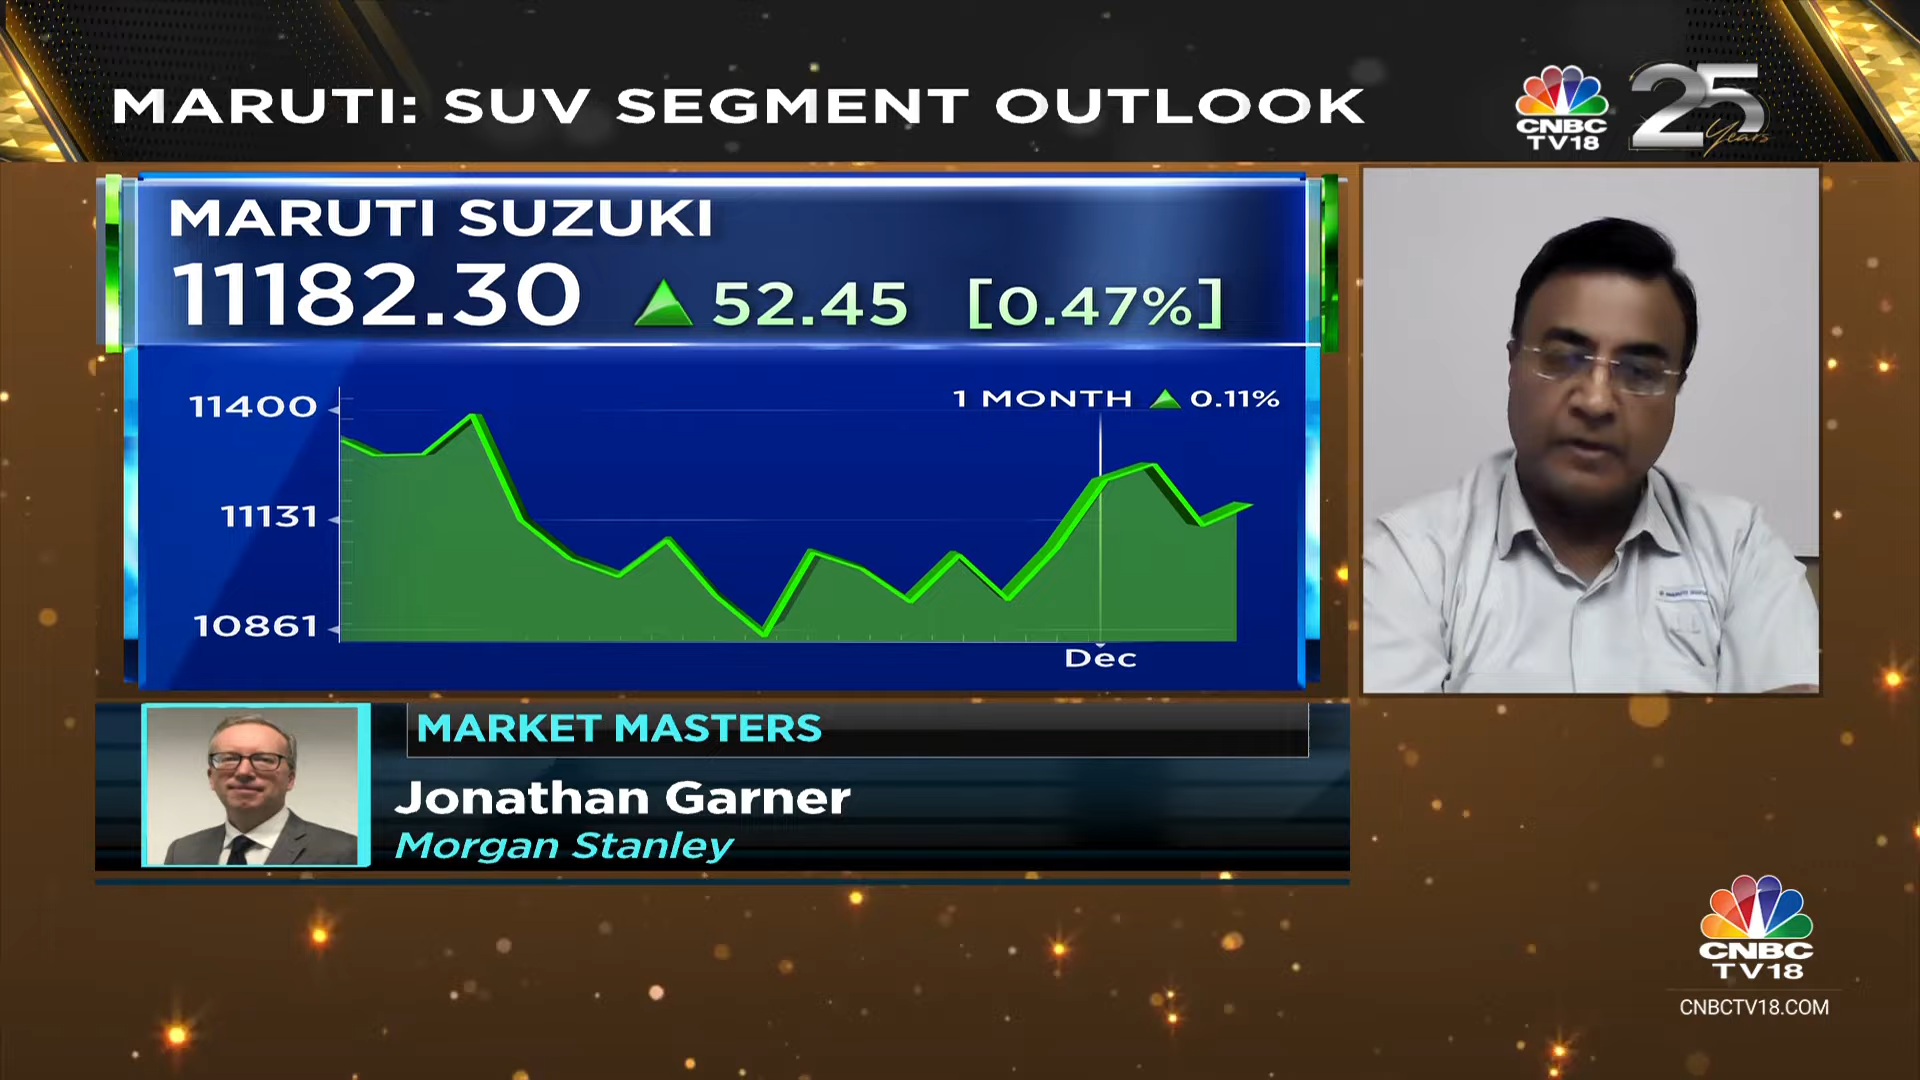 MARUTI: SUV SEGMENT OUTLOOK
CNBC
TV18
25
Years
MARUTI SUZUKI
11182.30 ▲ 52.45 [0.47%]
1 MONTH ▲ 0.11%
11400
11131
10861
Dec
MARKET MASTERS
Jonathan Garner
Morgan Stanley
CNBC
TV18
CNBCTV18.COM